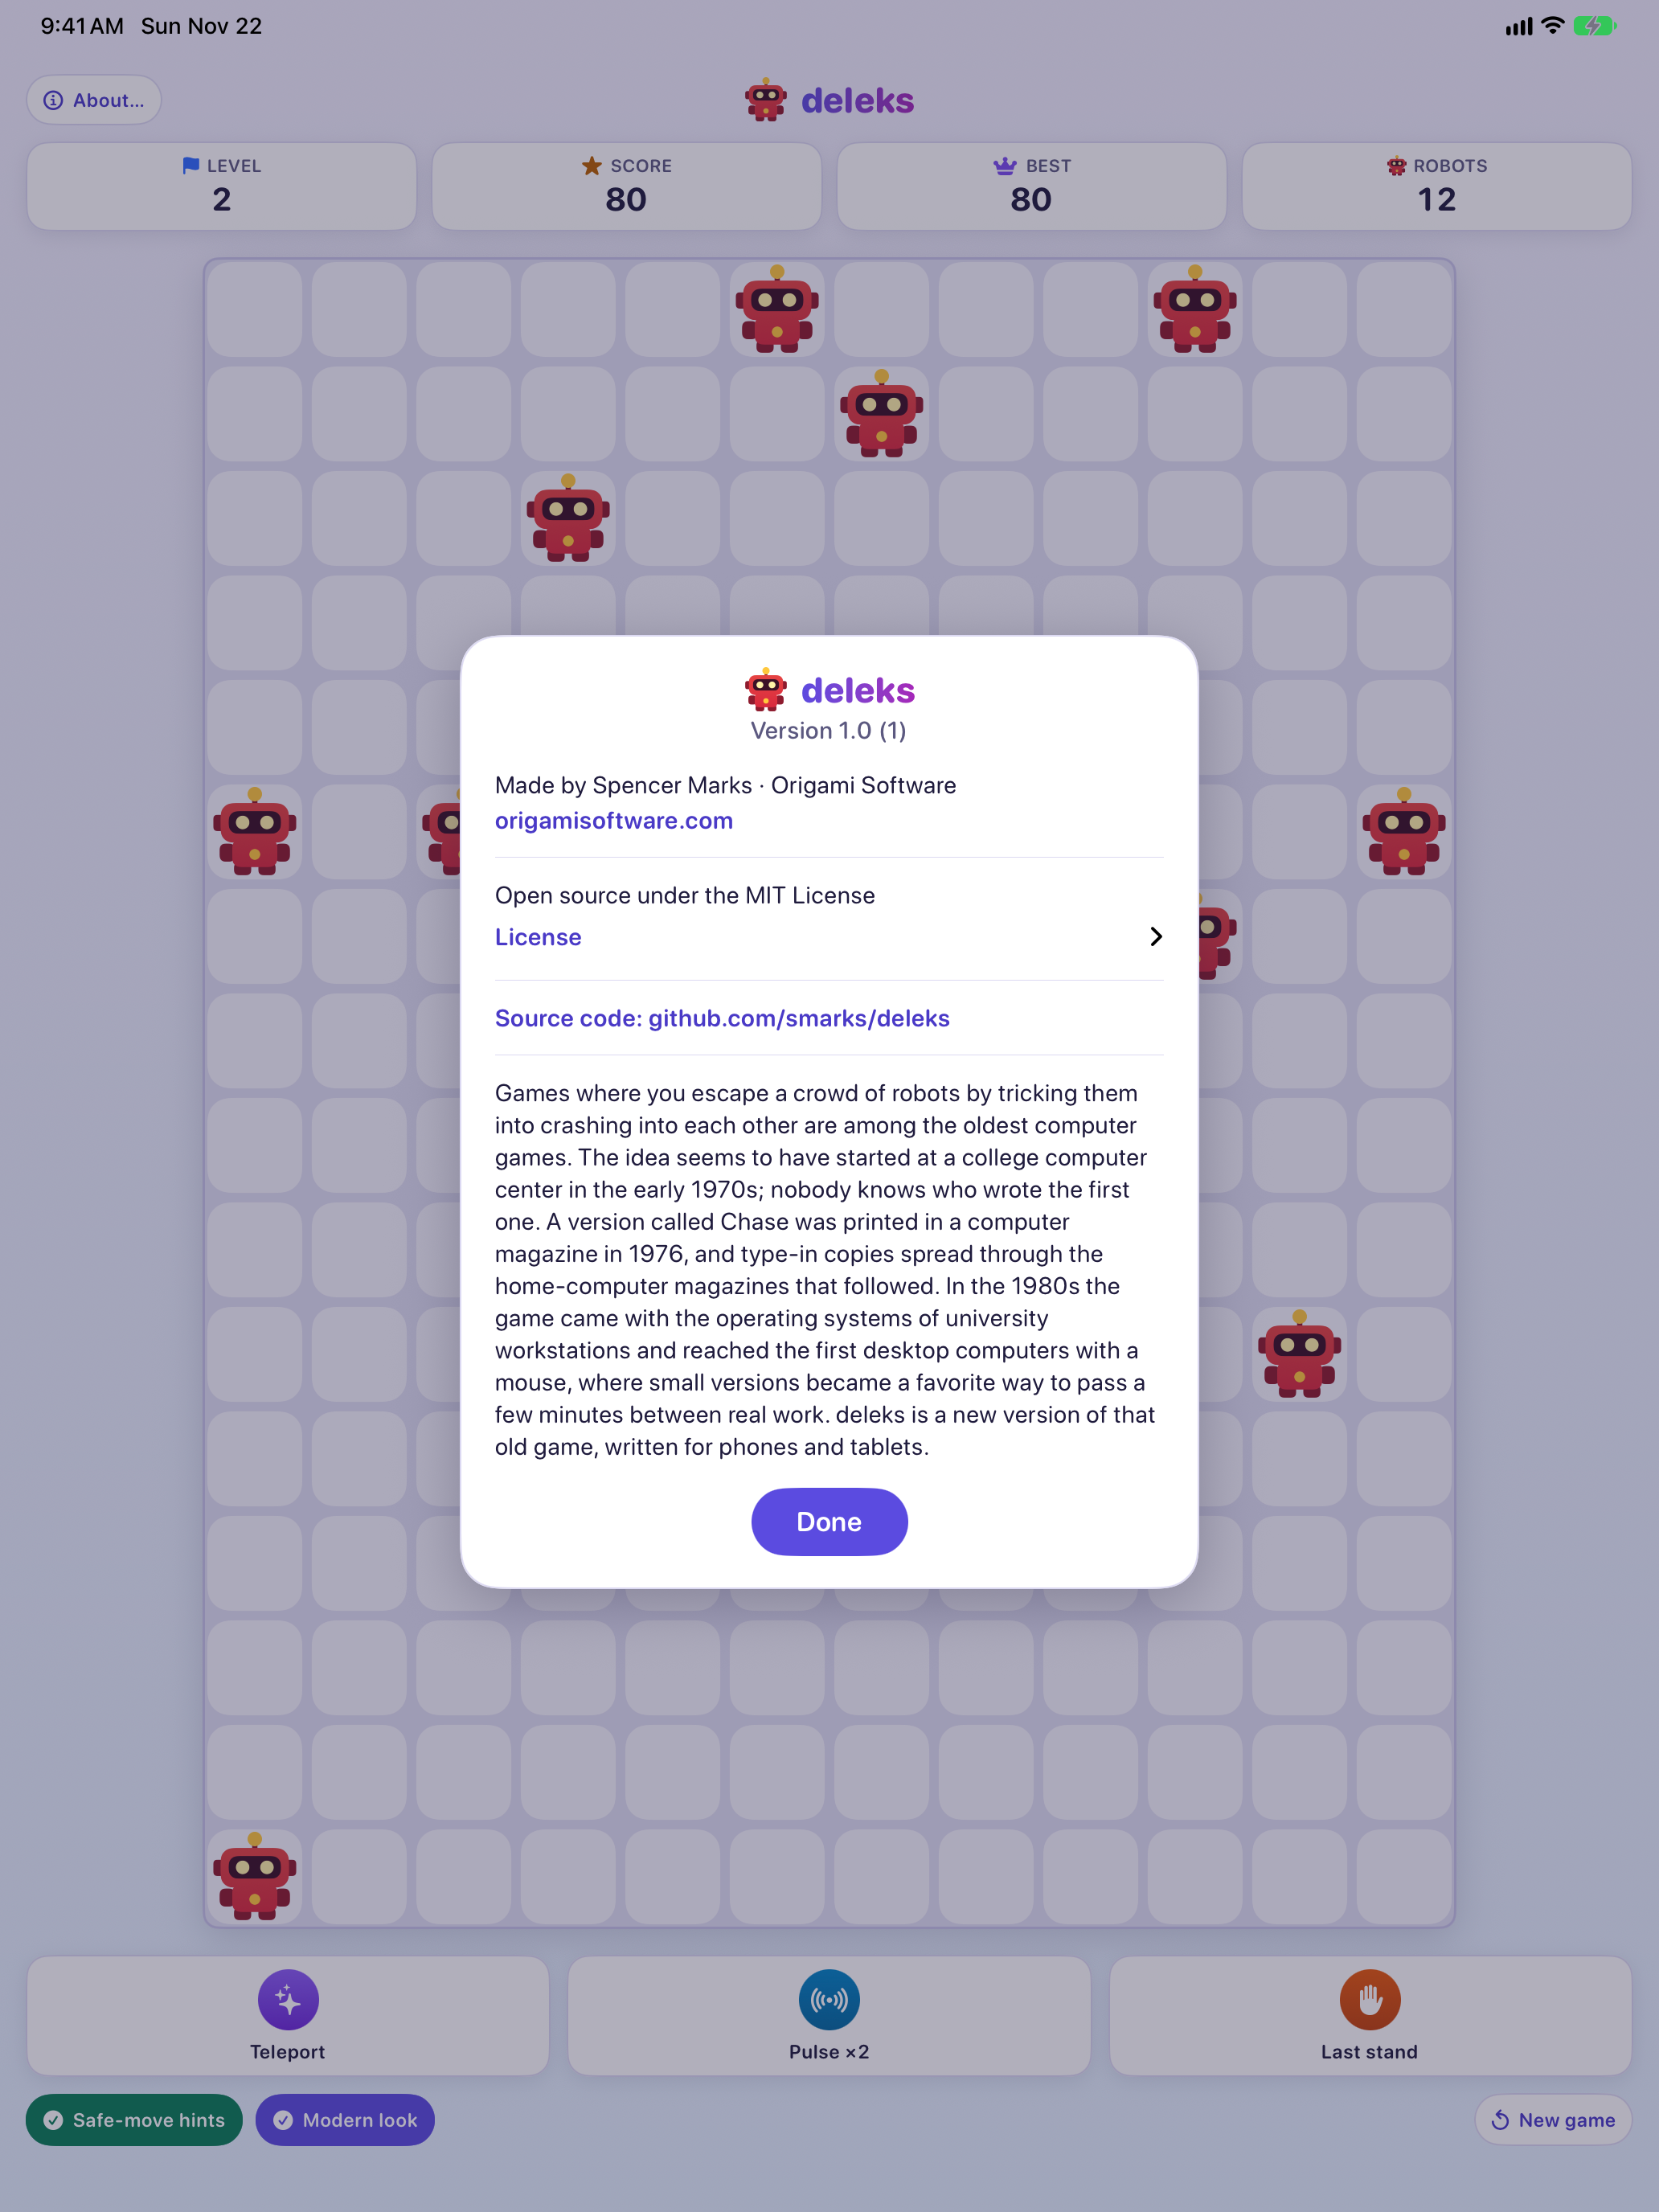 9:41 AM Sun Nov 22
About...
deleks
LEVEL
2
SCORE
80
BEST
80
ROBOTS
12
deleks
Version 1.0 (1)
Made by Spencer Marks · Origami Software
origamisoftware.com
Open source under the MIT License
License
Source code: github.com/smarks/deleks
Games where you escape a crowd of robots by tricking them
into crashing into each other are among the oldest computer
games. The idea seems to have started at a college computer
center in the early 1970s; nobody knows who wrote the first
one. A version called Chase was printed in a computer
magazine in 1976, and type-in copies spread through the
home-computer magazines that followed. In the 1980s the
game came with the operating systems of university
workstations and reached the first desktop computers with a
mouse, where small versions became a favorite way to pass a
few minutes between real work. deleks is a new version of that
old game, written for phones and tablets.
Done
Teleport
Pulse ×2
Last stand
Safe-move hints
Modern look
New game